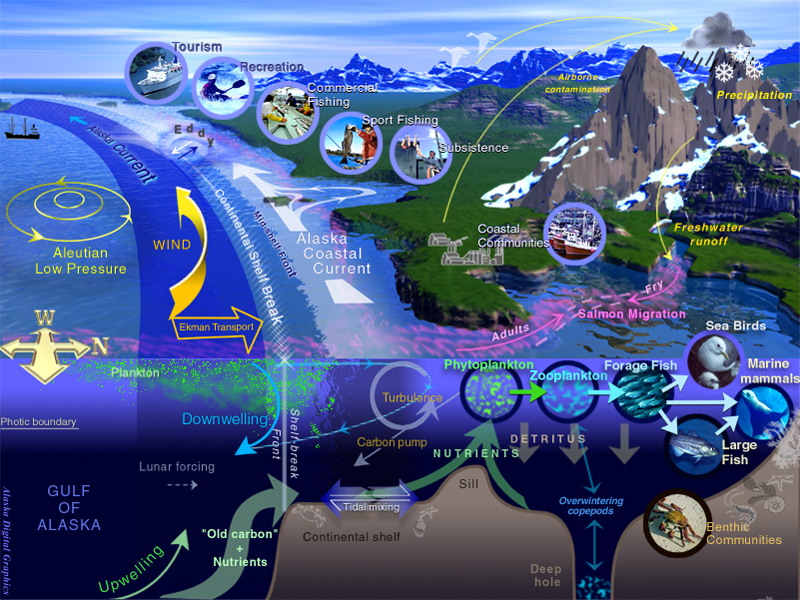 Tourism
Recreation
Commercial
Fishing
Sport Fishing
Subsistence
Airborne
contamination
Precipitation
Alaska Current
Eddy
Continental Shelf Break
Mid-shelf Front
Alaska
Coastal
Current
Coastal
Communities
Freshwater
runoff
Aleutian
Low Pressure
WIND
Ekman Transport
Adults
Salmon Migration
Fry
W
N
Sea Birds
Marine
mammals
Plankton
Phytoplankton
Zooplankton
Forage Fish
Turbulence
Photic boundary
Downwelling
Front
Shelf-break
Carbon pump
NUTRIENTS
DETRITUS
Large
Fish
Lunar forcing
GULF
OF
ALASKA
Alaska Digital Graphics
Upwelling
"Old carbon"
+
Nutrients
Tidal mixing
Continental shelf
Sill
Overwintering
copepods
Deep
hole
Benthic
Communities